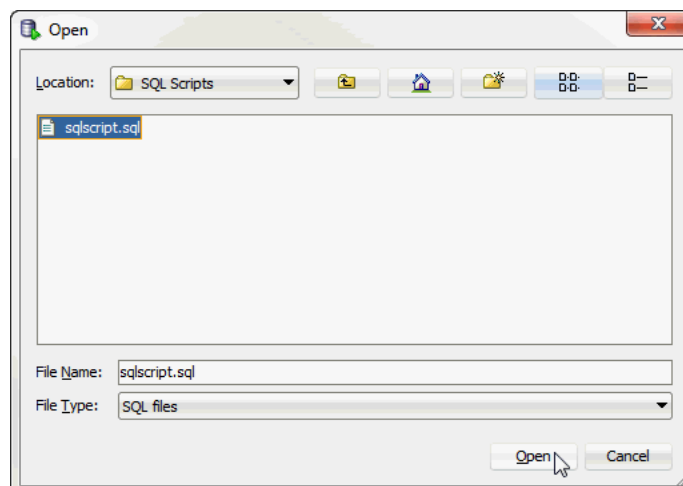 Open
Location: SQL Scripts
sqlscript.sql
File Name: sqlscript.sql
File Type: SQL files
Open Cancel